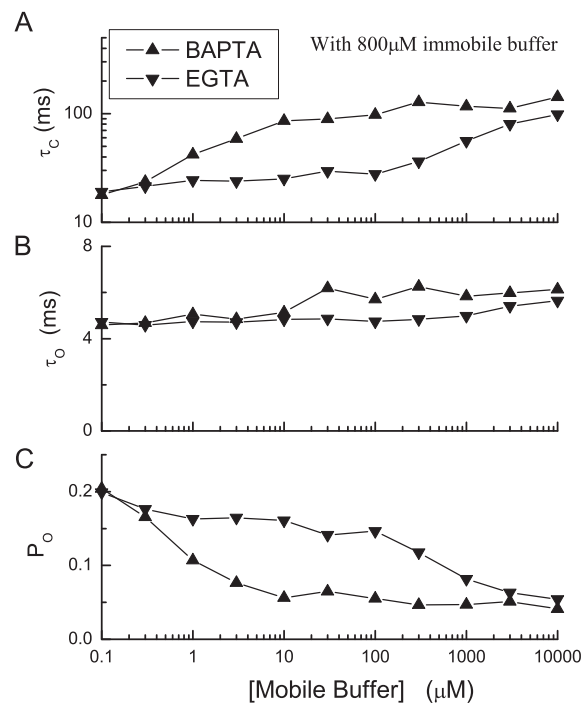 A
BAPTA
EGTA
With 800μM immobile buffer
τC (ms)
100
10
B
τO (ms)
8
4
0
C
PO
0.2
0.1
0.0
0.1 1 10 100 1000 10000
[Mobile Buffer] (μM)